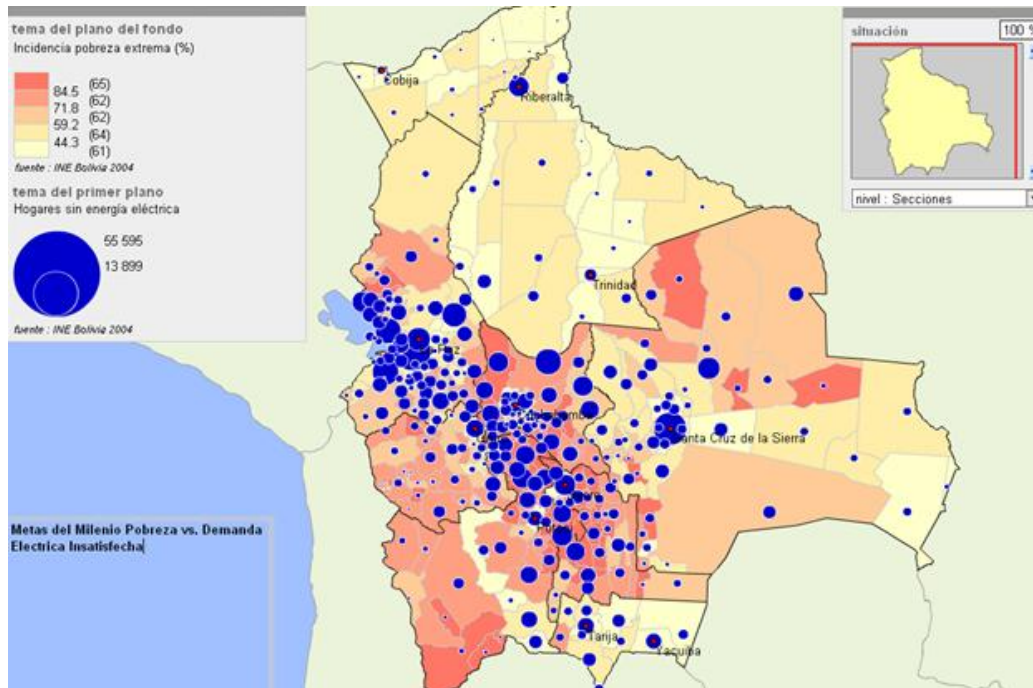 tema del plano del fondo
Incidencia pobreza extrema (%)
(65)
84.5
(62)
71.8
(62)
59.2
(64)
44.3
(61)
fuente : INE Bolivia 2004
tema del primer plano
Hogares sin energía eléctrica
55 595
13 899
fuente : INE Bolivia 2004
situación
100 %
nivel : Secciones
Cobija
Riberalta
Trinidad
Santa Cruz de la Sierra
Tarija
Yacuiba
Metas del Milenio Pobreza vs. Demanda
Electrica Insatisfecha